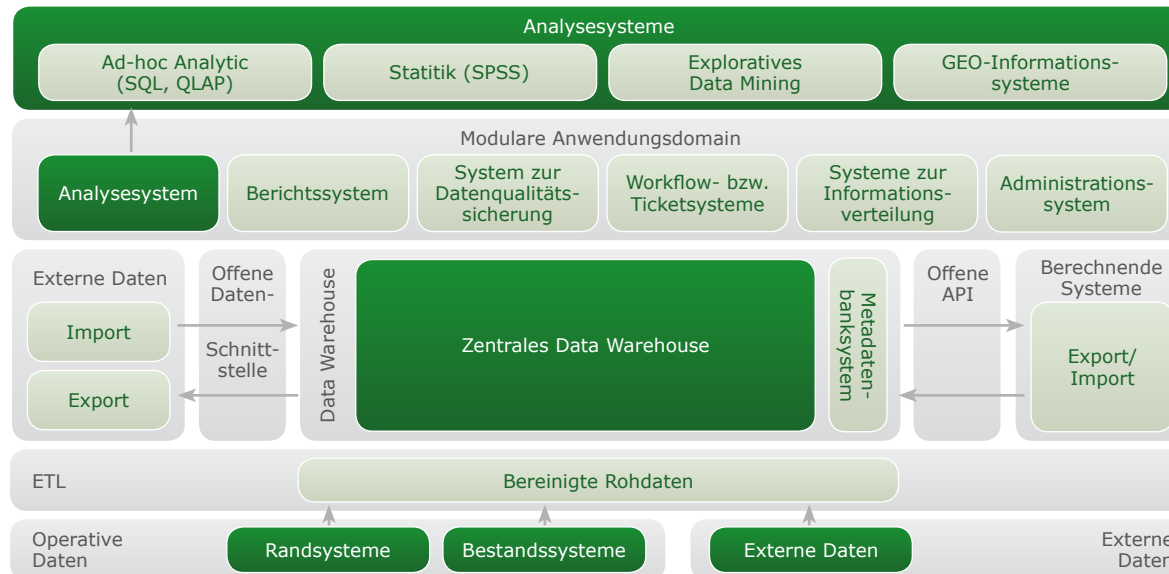 Analysesysteme
Ad-hoc Analytic
(SQL, QLAP)
Statitik (SPSS)
Exploratives
Data Mining
GEO-Informations-
systeme
Modulare Anwendungsdomain
Analysesystem
Berichtssystem
System zur
Datenqualitäts-
sicherung
Workflow- bzw.
Ticketsysteme
Systeme zur
Informations-
verteilung
Administrations-
system
Externe Daten
Import
Export
Offene
Daten-
Schnitt-
stelle
Data Warehouse
Zentrales Data Warehouse
Metadaten-
banksystem
Offene
API
Berechnende
Systeme
Export/
Import
ETL
Bereinigte Rohdaten
Operative
Daten
Randsysteme
Bestandssysteme
Externe Daten
Externe
Daten